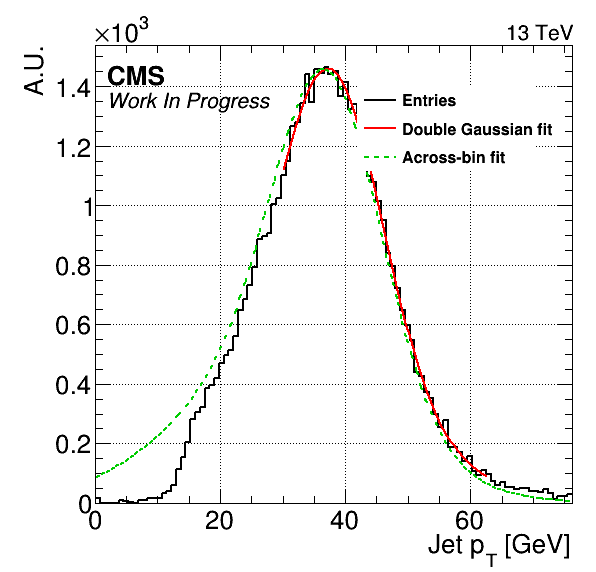 ×10³
13 TeV
A.U.
CMS
Work In Progress
Entries
Double Gaussian fit
Across-bin fit
1.4
1.2
1
0.8
0.6
0.4
0.2
0
0 20 40 60
Jet p_T [GeV]